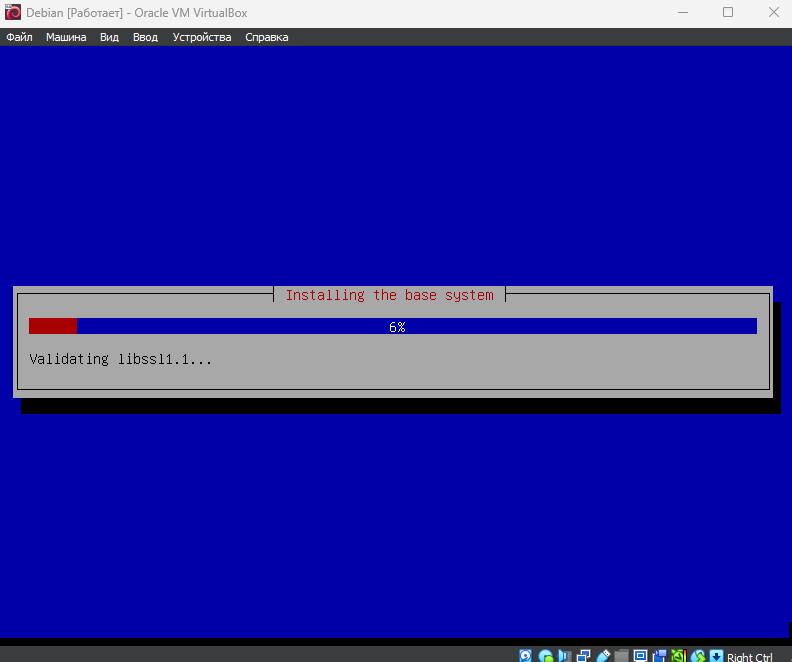 Debian [Работает] - Oracle VM VirtualBox
Файл Машина Вид Ввод Устройства Справка
Installing the base system
6%
Validating libssl1.1...
Right Ctrl